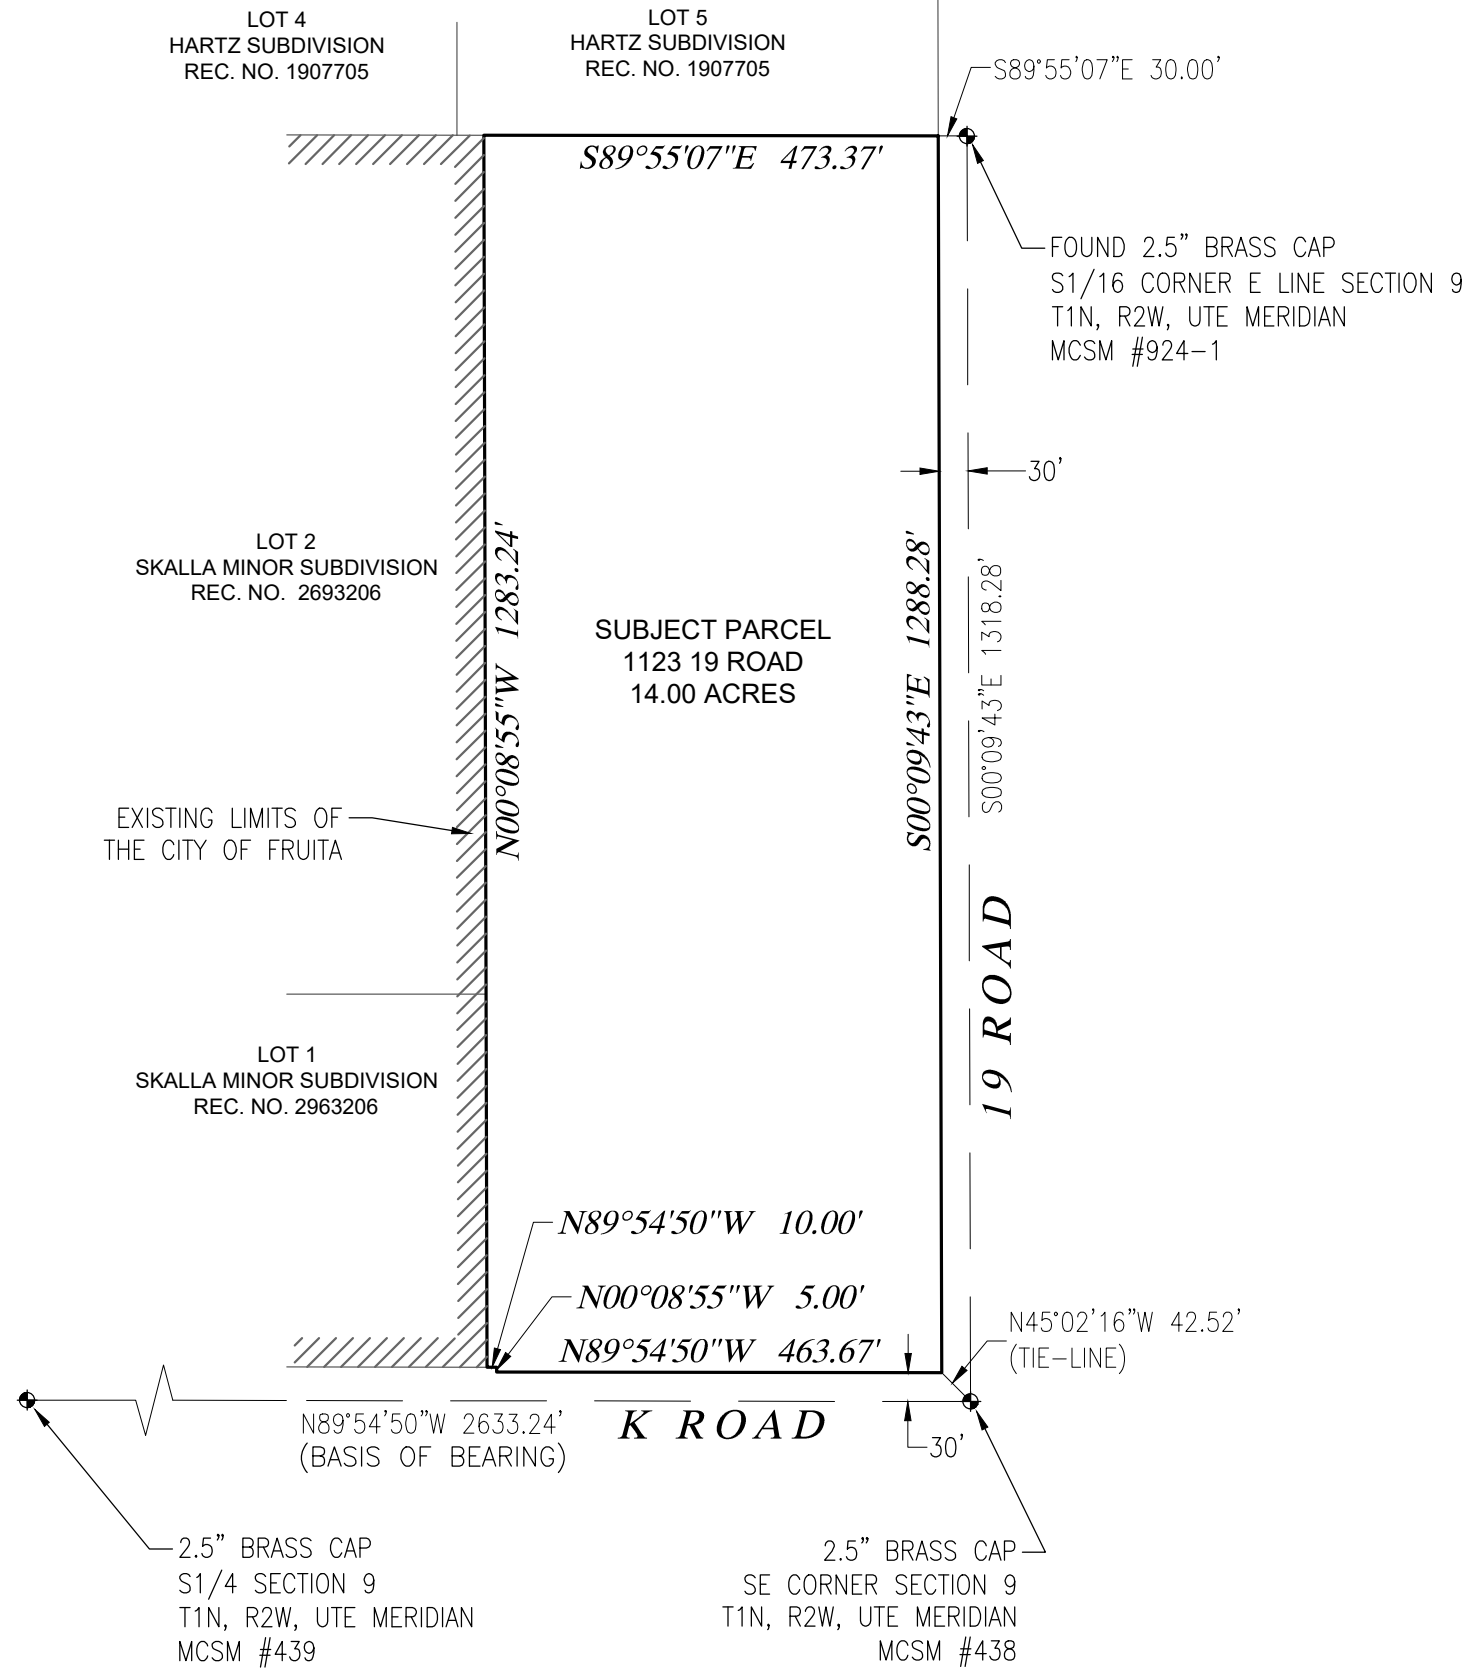 LOT 4
HARTZ SUBDIVISION
REC. NO. 1907705
LOT 5
HARTZ SUBDIVISION
REC. NO. 1907705
S89°55'07"E 30.00'
S89°55'07"E 473.37'
FOUND 2.5" BRASS CAP
S1/16 CORNER E LINE SECTION 9
T1N, R2W, UTE MERIDIAN
MCSM #924-1
30'
LOT 2
SKALLA MINOR SUBDIVISION
REC. NO. 2693206
N00°08'55"W 1283.24'
SUBJECT PARCEL
1123 19 ROAD
14.00 ACRES
S00°09'43"E 1288.28'
S00°09'43"E 1318.28'
EXISTING LIMITS OF
THE CITY OF FRUITA
19 ROAD
LOT 1
SKALLA MINOR SUBDIVISION
REC. NO. 2963206
N89°54'50"W 10.00'
N00°08'55"W 5.00'
N89°54'50"W 463.67'
N45°02'16"W 42.52'
(TIE-LINE)
N89°54'50"W 2633.24'
(BASIS OF BEARING)
K ROAD
30'
2.5" BRASS CAP
S1/4 SECTION 9
T1N, R2W, UTE MERIDIAN
MCSM #439
2.5" BRASS CAP
SE CORNER SECTION 9
T1N, R2W, UTE MERIDIAN
MCSM #438